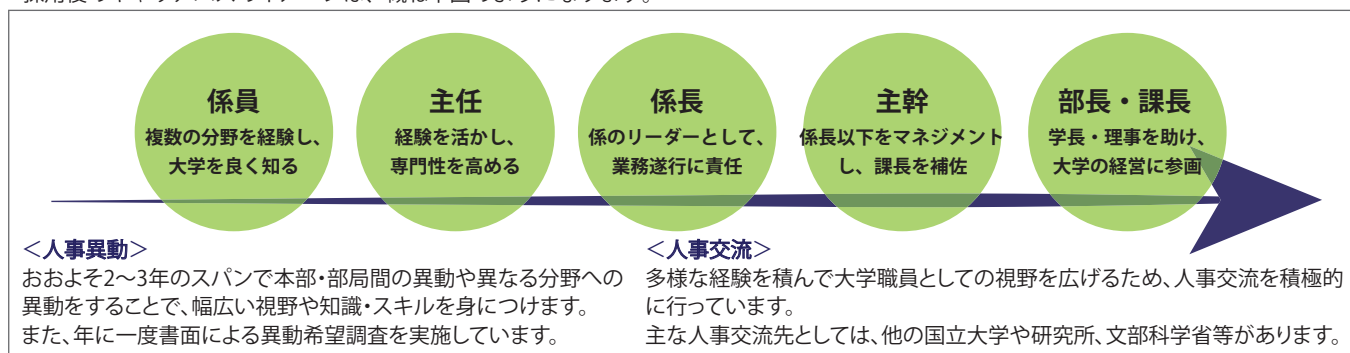 係員
複数の分野を経験し、
大学を良く知る
主任
経験を活かし、
専門性を高める
係長
係のリーダーとして、
業務遂行に責任
主幹
係長以下をマネジメント
し、課長を補佐
部長・課長
学長・理事を助け、
大学の経営に参画
＜人事異動＞
おおよそ2～3年のスパンで本部・部局間の異動や異なる分野への
異動をすることで、幅広い視野や知識・スキルを身につけます。
また、年に一度書面による異動希望調査を実施しています。
＜人事交流＞
多様な経験を積んで大学職員としての視野を広げるため、人事交流を積極的
に行っています。
主な人事交流先としては、他の国立大学や研究所、文部科学省等があります。